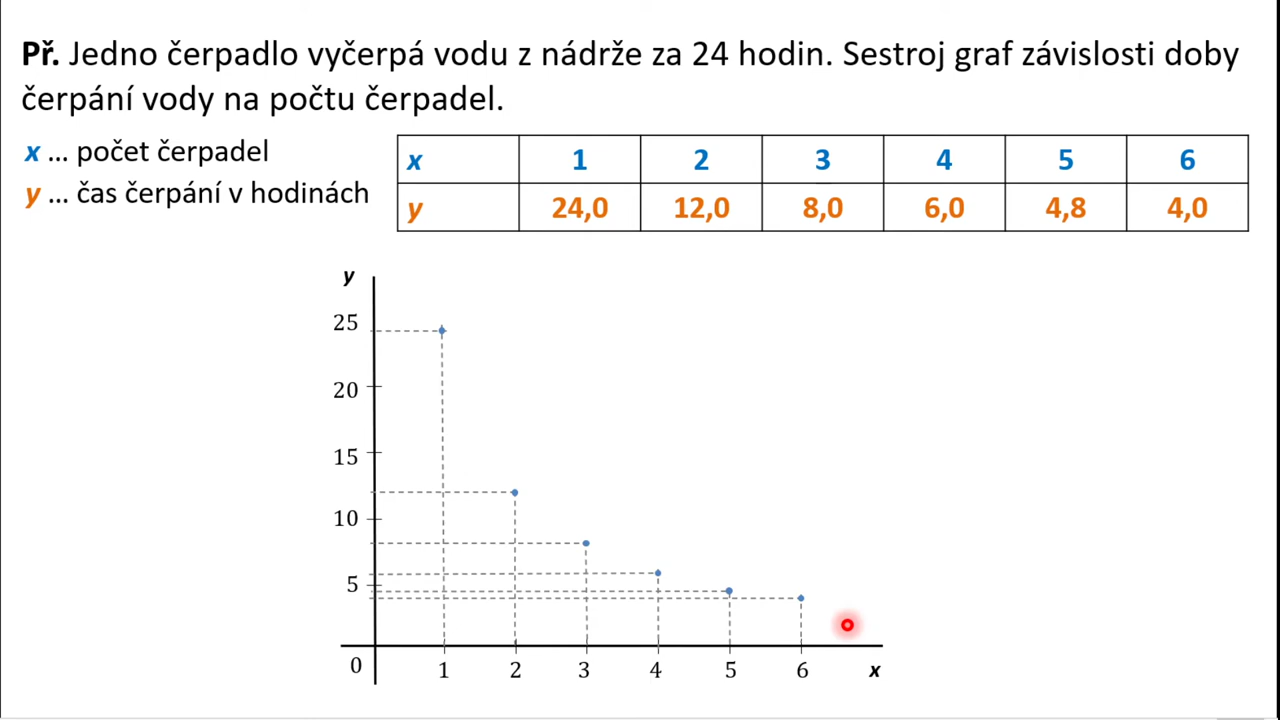 Př. Jedno čerpadlo vyčerpá vodu z nádrže za 24 hodin. Sestroj graf závislosti doby
čerpání vody na počtu čerpadel.
x ... počet čerpadel
y ... čas čerpání v hodinách
x 1 2 3 4 5 6
y 24,0 12,0 8,0 6,0 4,8 4,0
y
25
20
15
10
5
0 1 2 3 4 5 6 x